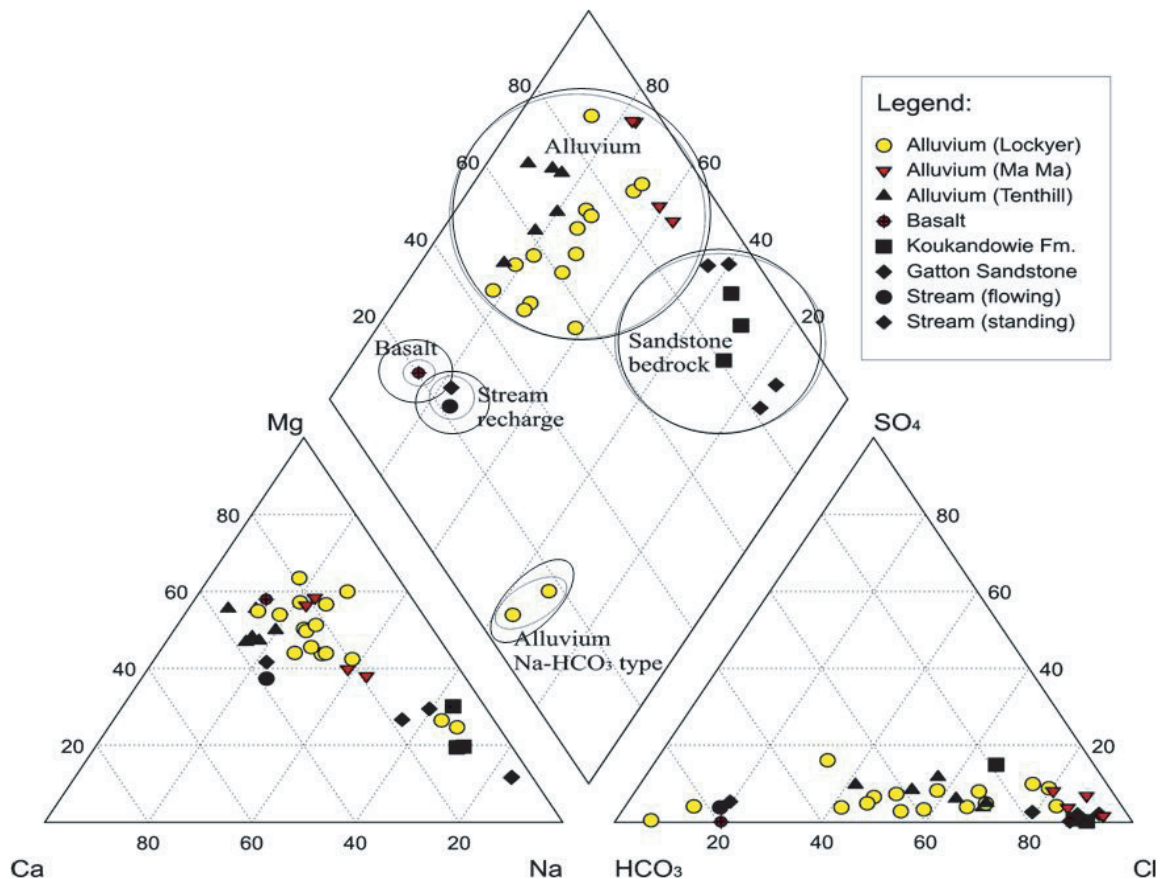 80
80
60
60
40
40
20
20
Alluvium
Basalt
Stream
recharge
Sandstone
bedrock
Alluvium
Na-HCO₃ type
Legend:
Alluvium (Lockyer)
Alluvium (Ma Ma)
Alluvium (Tenthill)
Basalt
Koukandowie Fm.
Gatton Sandstone
Stream (flowing)
Stream (standing)
Mg
80
60
40
20
80
60
40
20
Ca
Na
SO₄
80
60
40
20
20
40
60
80
HCO₃
Cl